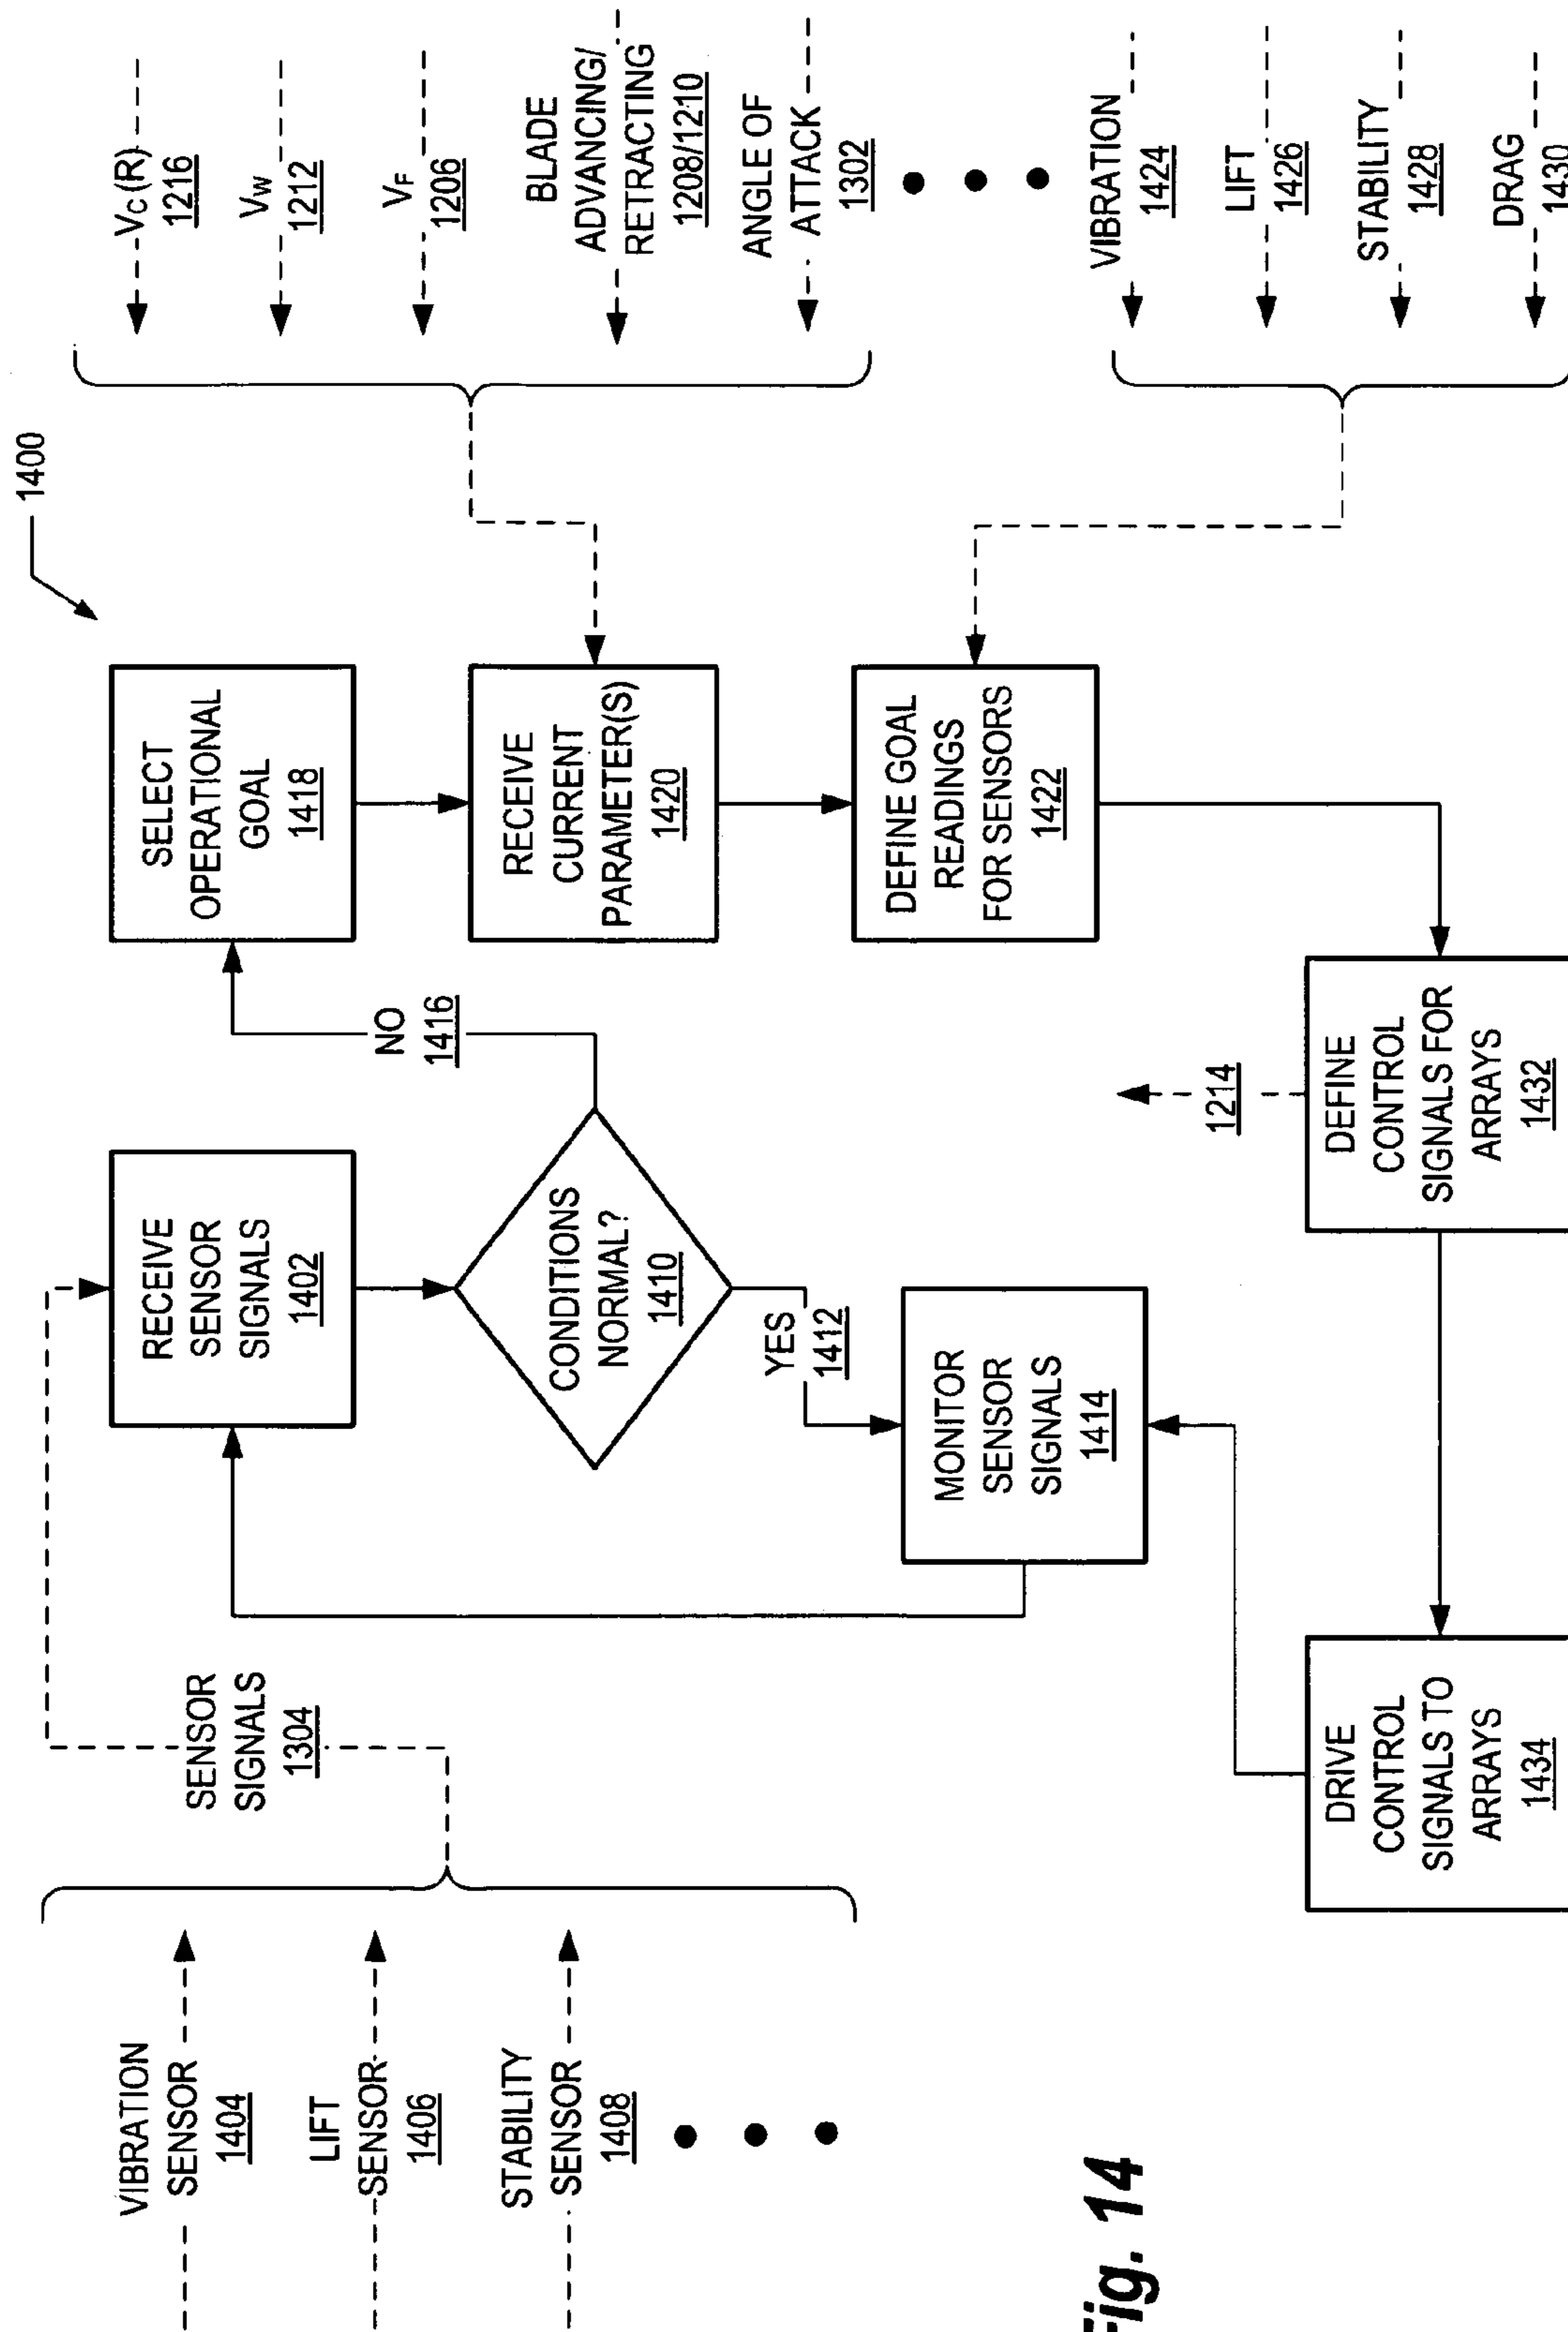 1400
VIBRATION
SENSOR
1404
LIFT
SENSOR
1406
STABILITY
SENSOR
1408
SENSOR
SIGNALS
1304
RECEIVE
SENSOR
SIGNALS
1402
CONDITIONS
NORMAL?
1410
YES
1412
NO
1416
MONITOR
SENSOR
SIGNALS
1414
SELECT
OPERATIONAL
GOAL
1418
RECEIVE
CURRENT
PARAMETER(S)
1420
DEFINE GOAL
READINGS
FOR SENSORS
1422
VC(R)
1216
VW
1212
VF
1206
BLADE
ADVANCING/
RETRACTING
1208/1210
ANGLE OF
ATTACK
1302
VIBRATION
1424
LIFT
1426
STABILITY
1428
DRAG
1430
1214
DEFINE
CONTROL
SIGNALS FOR
ARRAYS
1432
DRIVE
CONTROL
SIGNALS TO
ARRAYS
1434
Fig. 14